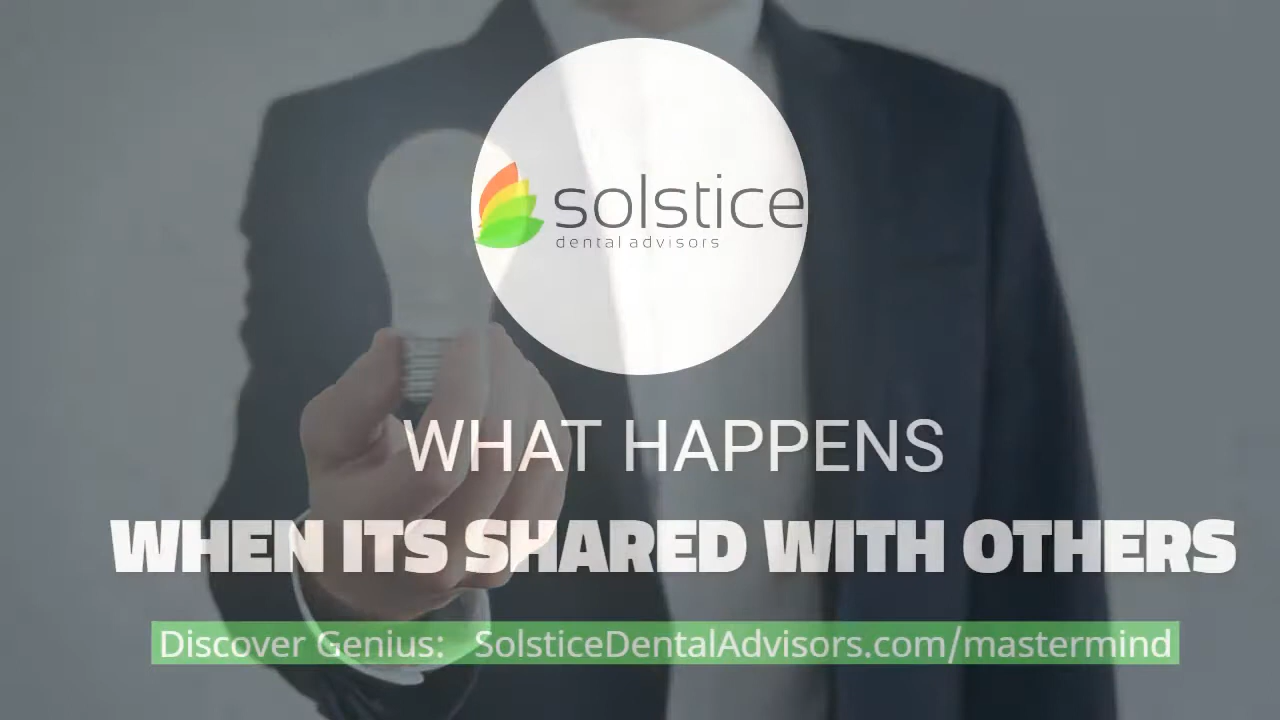 solstice
dental advisors
WHAT HAPPENS
WHEN ITS SHARED WITH OTHERS
Discover Genius: SolsticeDentalAdvisors.com/mastermind